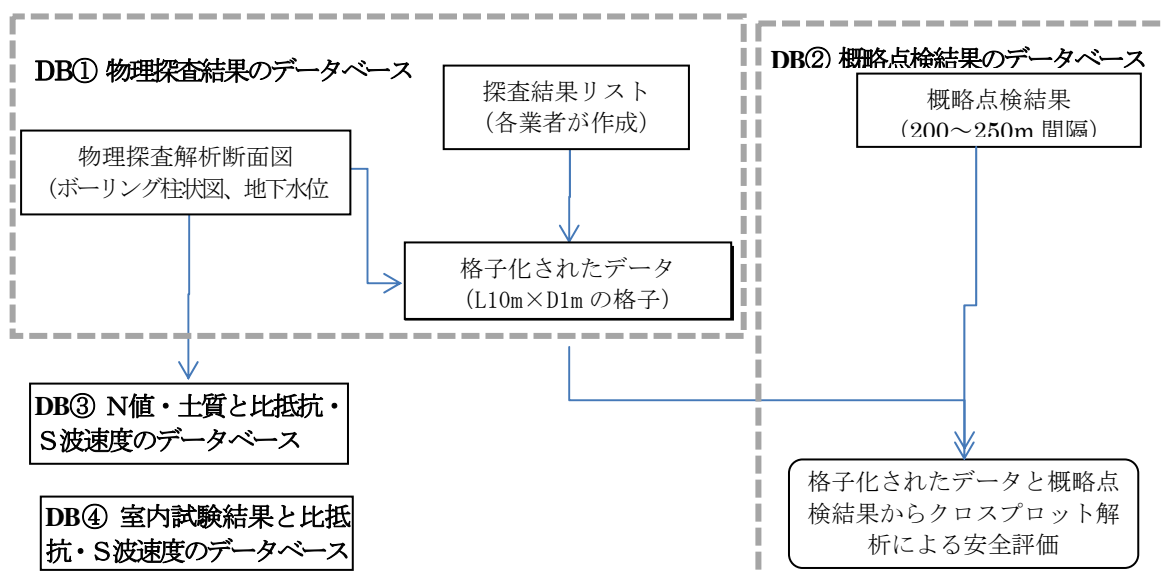 DB① 物理探査結果のデータベース
探査結果リスト
（各業者が作成）
物理探査解析断面図
（ボーリング柱状図、地下水位
格子化されたデータ
（L10m×D1m の格子）
DB② 概略点検結果のデータベース
概略点検結果
（200～250m 間隔）
DB③ Ｎ値・土質と比抵抗・
Ｓ波速度のデータベース
DB④ 室内試験結果と比抵
抗・Ｓ波速度のデータベース
格子化されたデータと概略点
検結果からクロスプロット解
析による安全評価